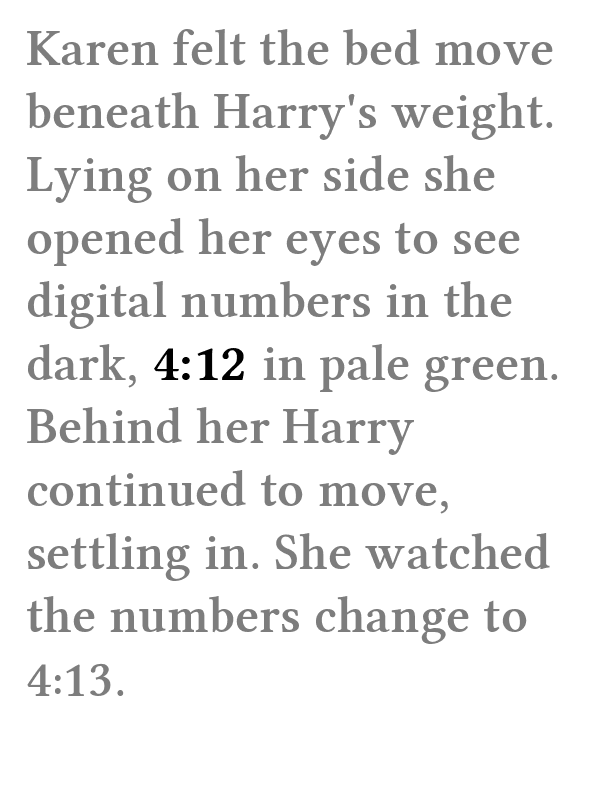 Karen felt the bed move
beneath Harry's weight.
Lying on her side she
opened her eyes to see
digital numbers in the
dark, 4:12 in pale green.
Behind her Harry
continued to move,
settling in. She watched
the numbers change to
4:13.